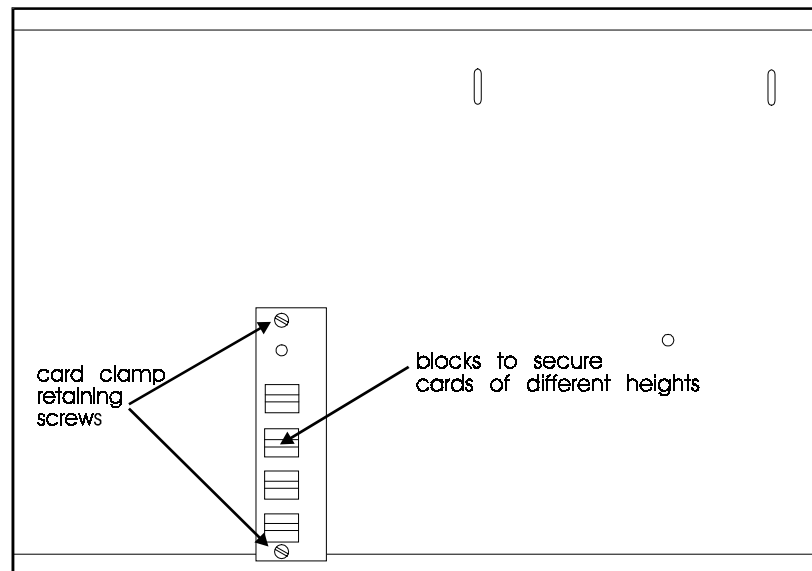 card clamp
retaining
screws
blocks to secure
cards of different heights